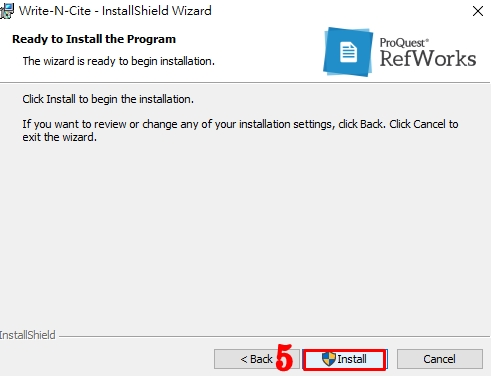 Write-N-Cite - InstallShield Wizard
Ready to Install the Program
The wizard is ready to begin installation.
ProQuest®
RefWorks
Click Install to begin the installation.
If you want to review or change any of your installation settings, click Back. Click Cancel to
exit the wizard.
InstallShield
< Back 5 Install Cancel